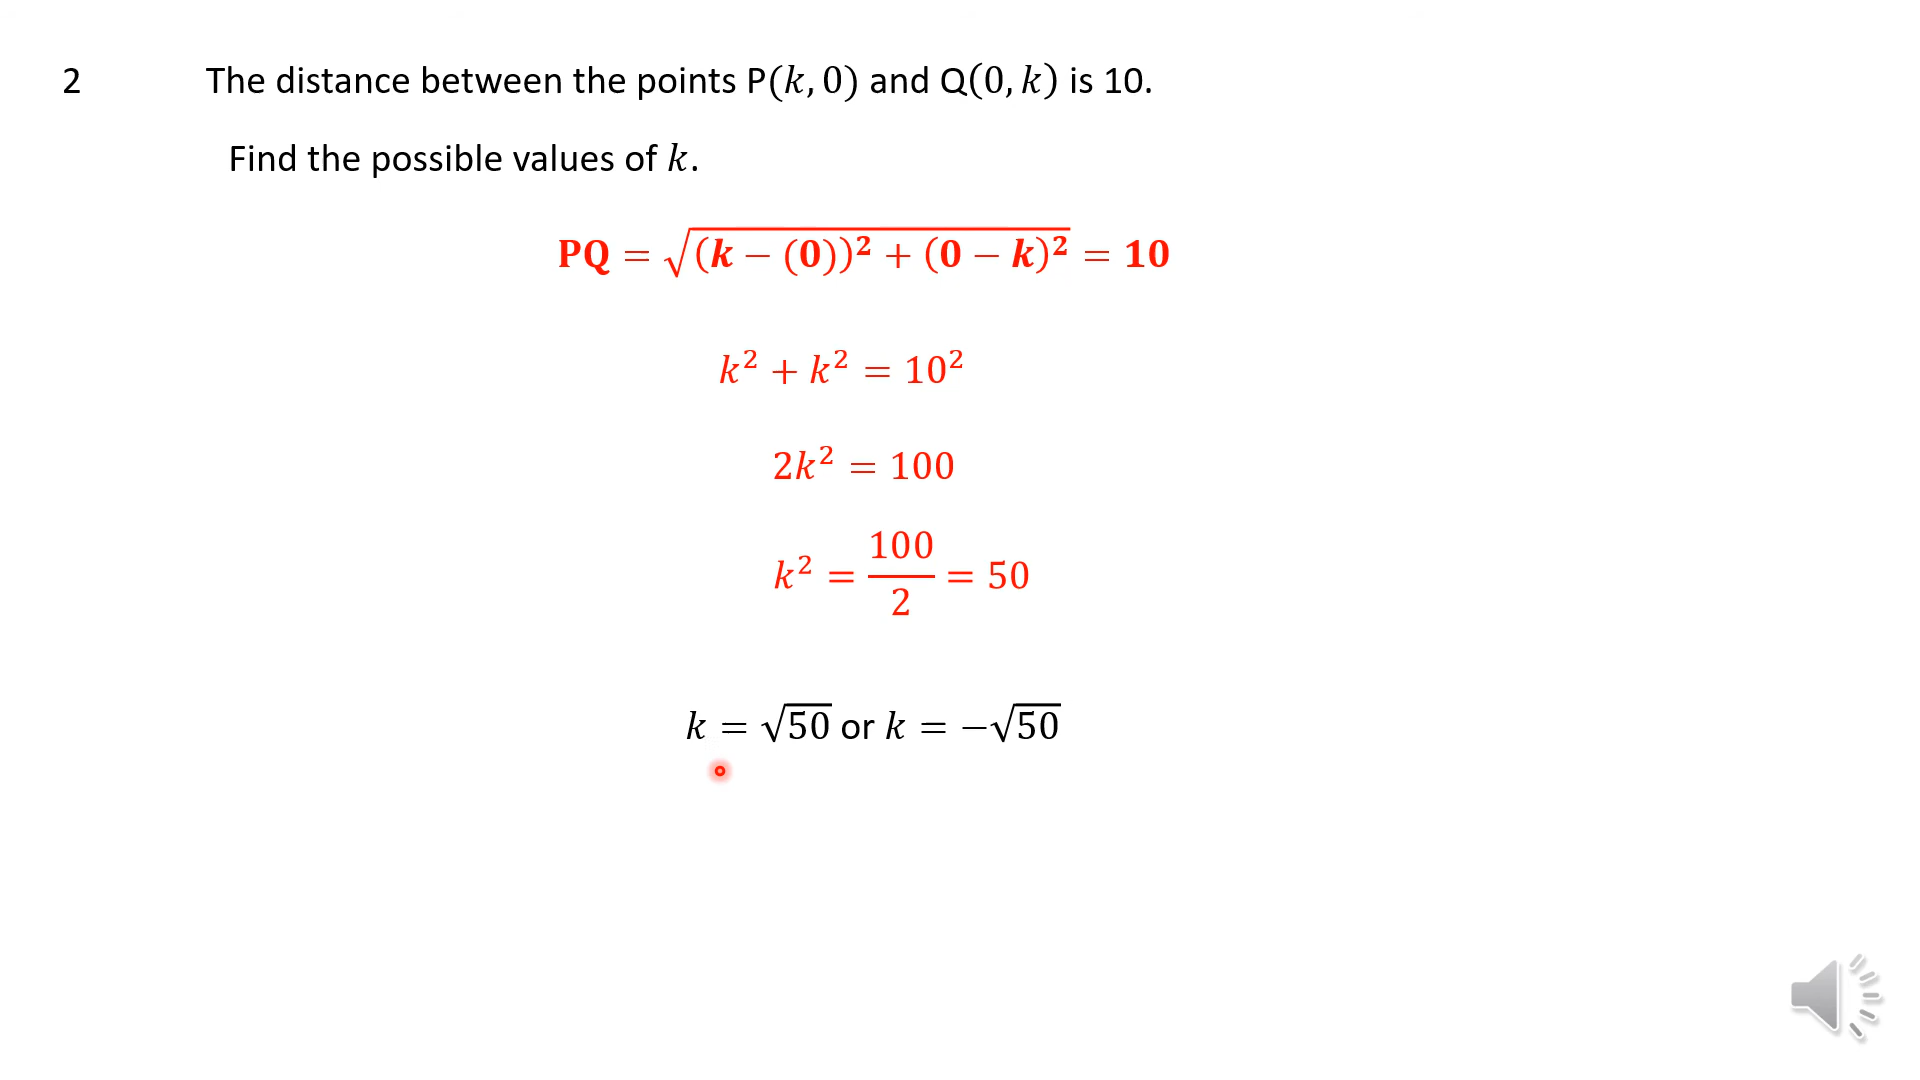 2 The distance between the points P(k, 0) and Q(0, k) is 10.
Find the possible values of k.
PQ = √((k − (0))² + (0 − k)²) = 10
k² + k² = 10²
2k² = 100
k² = 100/2 = 50
k = √50 or k = −√50